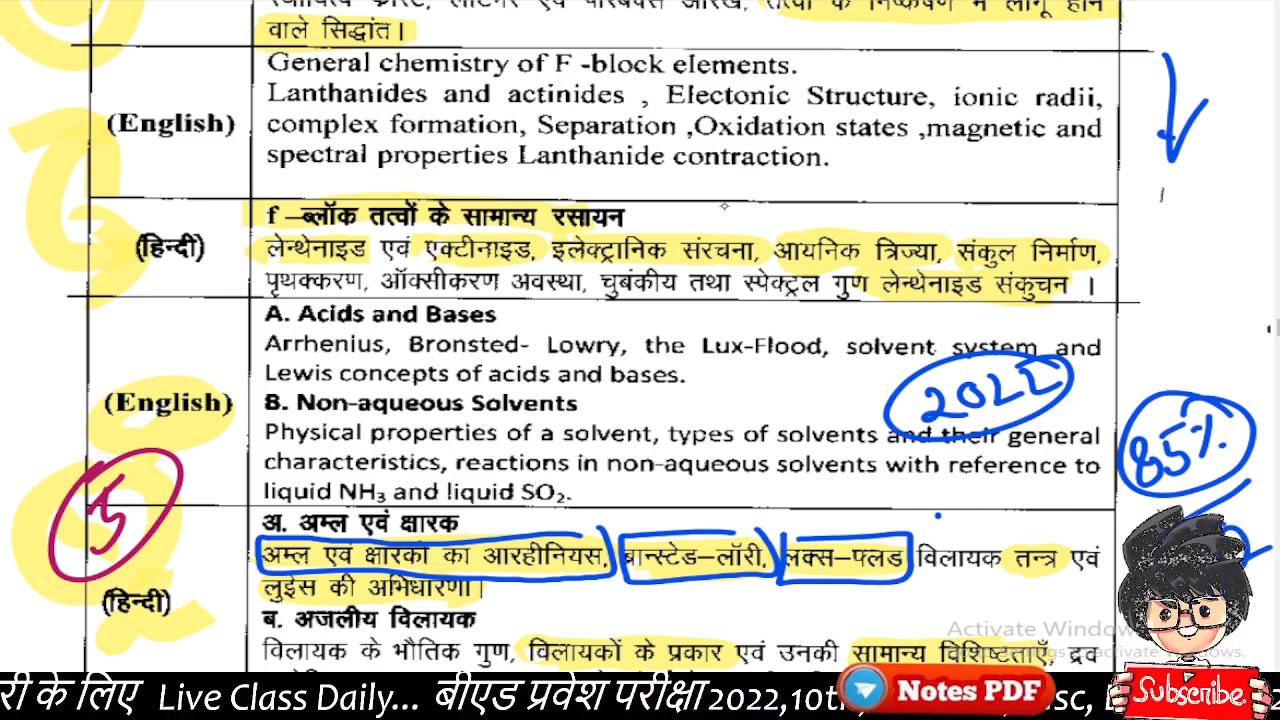 वाले सिद्धांत।
General chemistry of F -block elements.
Lanthanides and actinides , Electonic Structure, ionic radii,
(English) complex formation, Separation ,Oxidation states ,magnetic and
spectral properties Lanthanide contraction.
f –ब्लॉक तत्वों के सामान्य रसायन
(हिन्दी) लेन्थेनाइड एवं एक्टीनाइड, इलेक्ट्रानिक संरचना, आयनिक त्रिज्या, संकुल निर्माण,
पृथक्करण, ऑक्सीकरण अवस्था, चुबंकीय तथा स्पेक्ट्रल गुण लेन्थेनाइड संकुचन ।
A. Acids and Bases
Arrhenius, Bronsted- Lowry, the Lux-Flood, solvent system and
Lewis concepts of acids and bases.
2022
(English) B. Non-aqueous Solvents
Physical properties of a solvent, types of solvents and their general
85%
characteristics, reactions in non-aqueous solvents with reference to
liquid NH₃ and liquid SO₂.
5
अ. अम्ल एवं क्षारक
अम्ल एवं क्षारकों का आरहीनियस, ब्रान्स्टेड–लॉरी, लक्स–फ्लड विलायक तन्त्र एवं
(हिन्दी) लुईस की अभिधारणा।
ब. अजलीय विलायक
Activate Windows
विलायक के भौतिक गुण, विलायकों के प्रकार एवं उनकी सामान्य विशिष्टताएँ, द्रव
activate Windows.
री के लिए Live Class Daily... बीएड प्रवेश परीक्षा 2022,10th,
Notes PDF
Subscribe